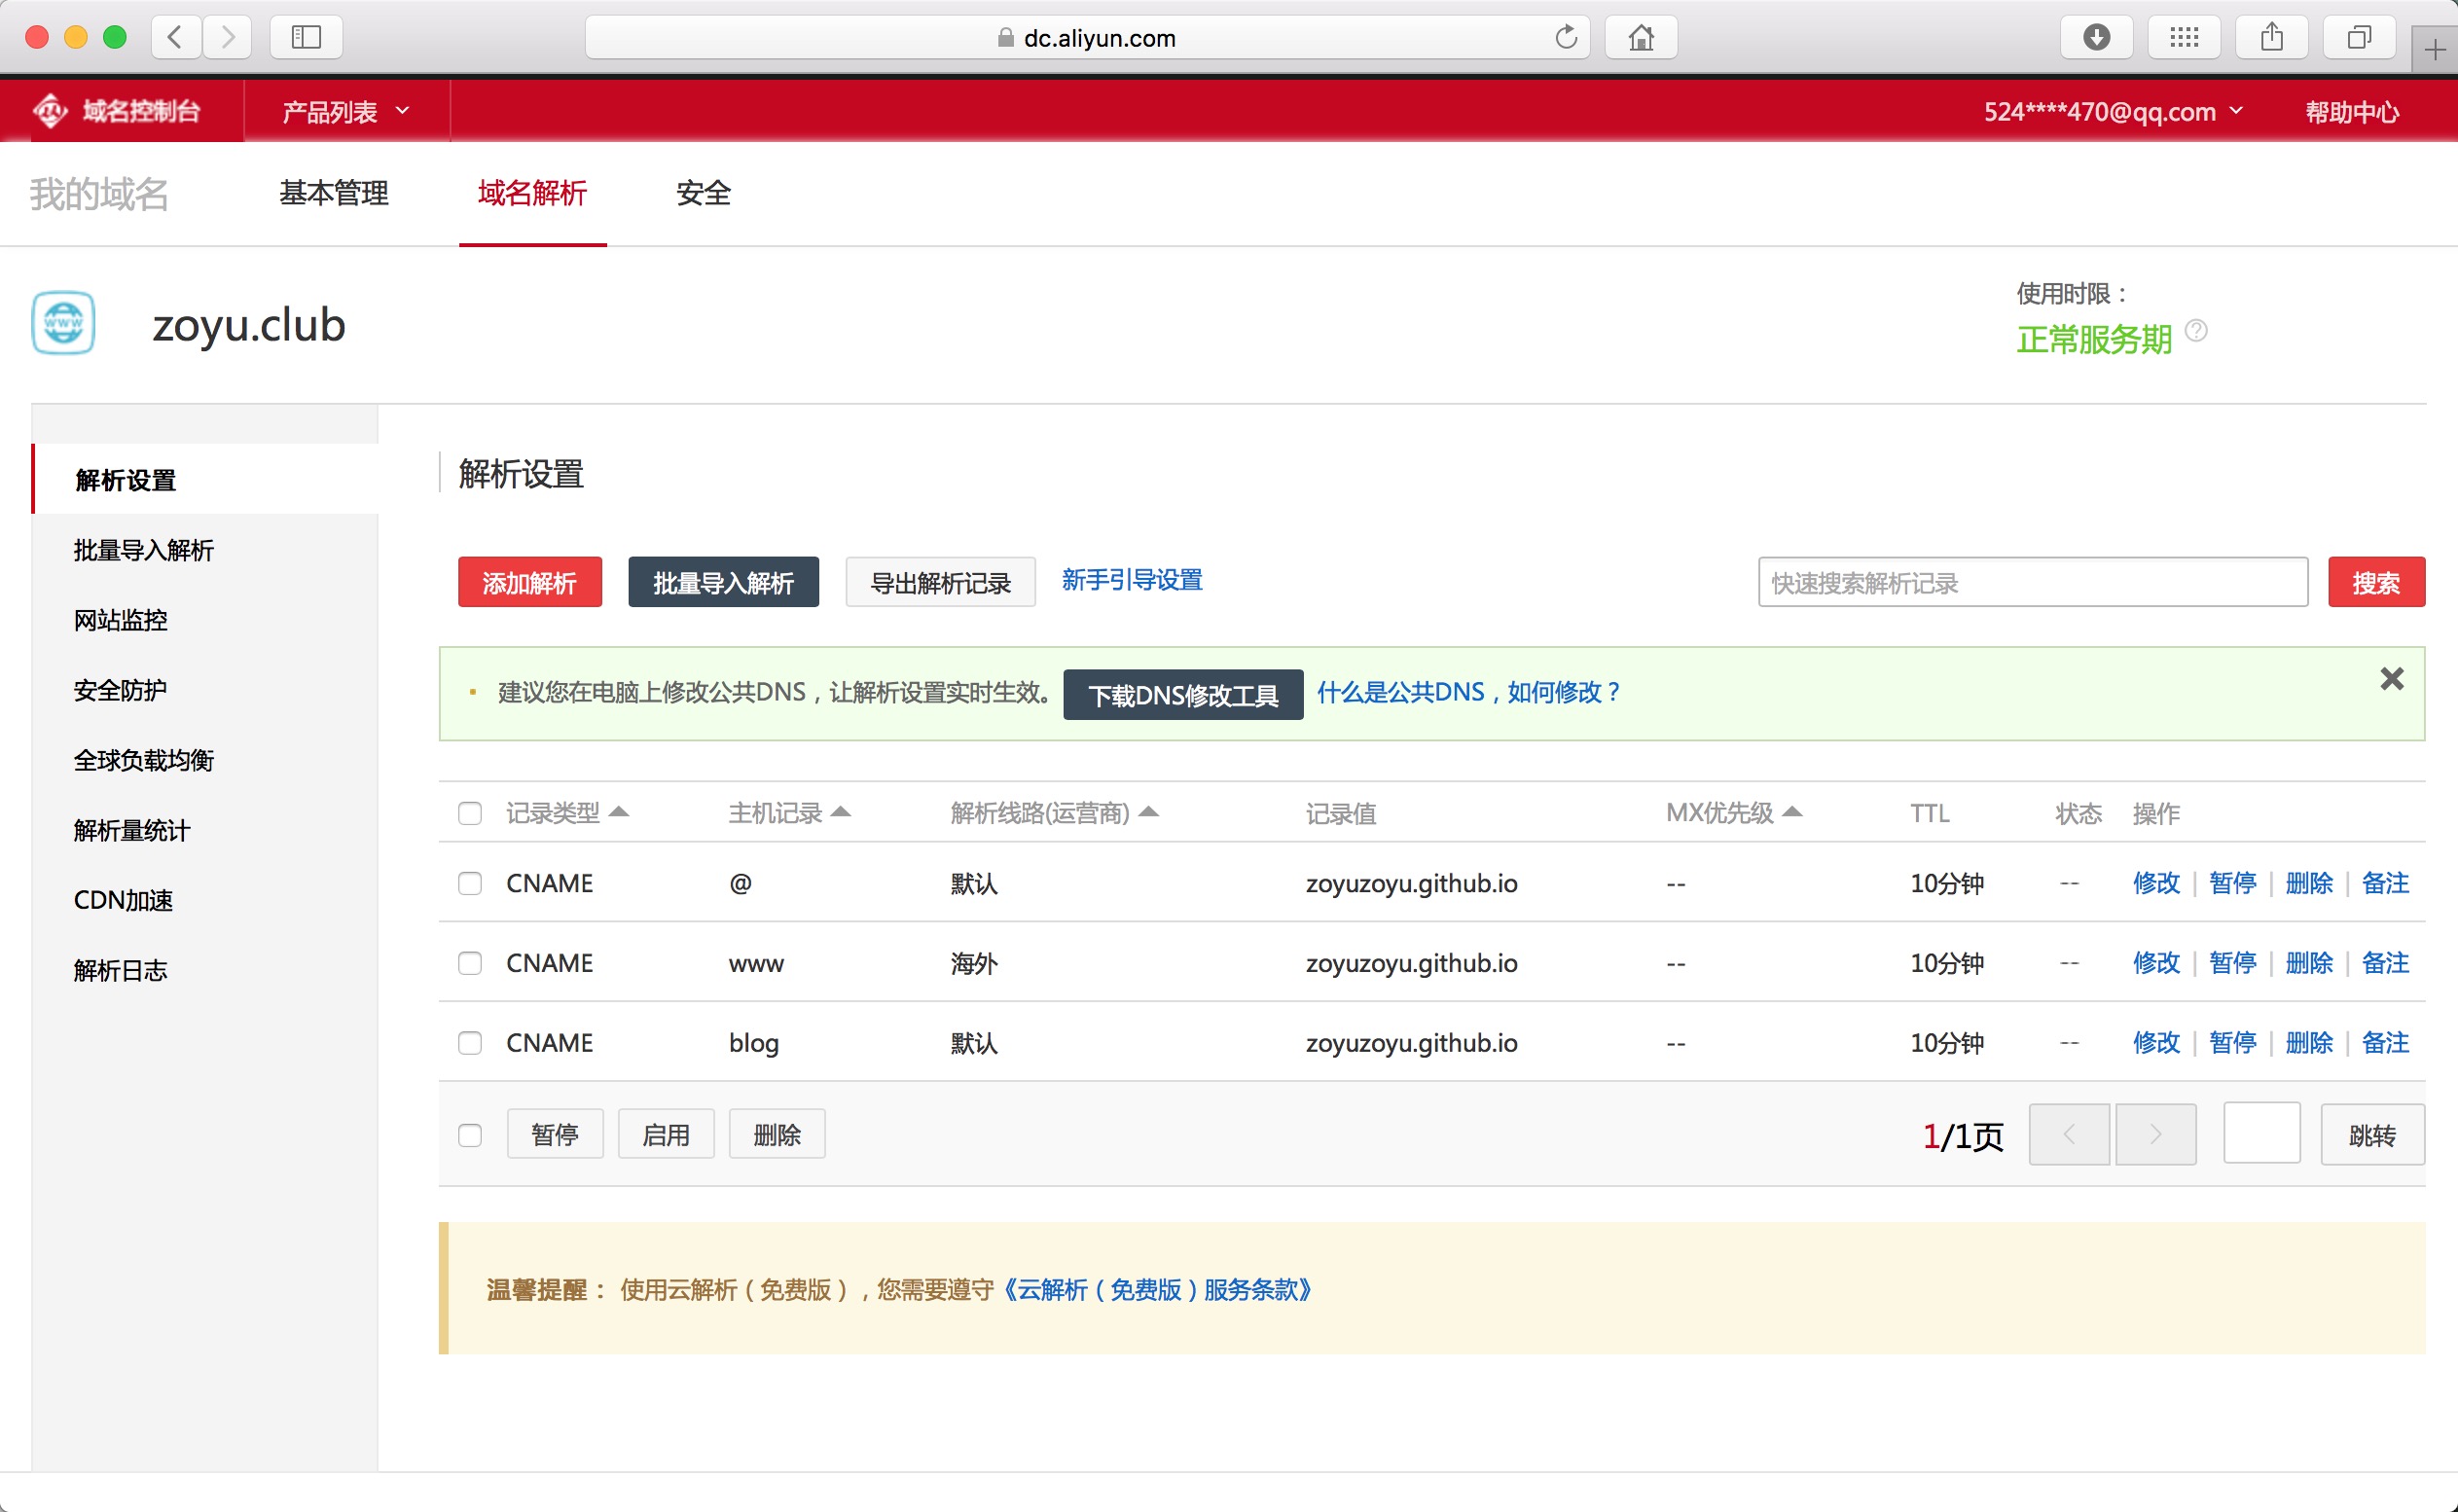 dc.aliyun.com
域名控制台 产品列表 524****470@qq.com 帮助中心
我的域名 基本管理 域名解析 安全
使用时限：
WWW zoyu.club 正常服务期 ?
解析设置
批量导入解析
网站监控
安全防护
全球负载均衡
解析量统计
CDN加速
解析日志
解析设置
添加解析 批量导入解析 导出解析记录 新手引导设置 快速搜索解析记录 搜索
建议您在电脑上修改公共DNS，让解析设置实时生效。 下载DNS修改工具 什么是公共DNS，如何修改？
记录类型 主机记录 解析线路(运营商) 记录值 MX优先级 TTL 状态 操作
CNAME @ 默认 zoyuzoyu.github.io -- 10分钟 -- 修改 | 暂停 | 删除 | 备注
CNAME www 海外 zoyuzoyu.github.io -- 10分钟 -- 修改 | 暂停 | 删除 | 备注
CNAME blog 默认 zoyuzoyu.github.io -- 10分钟 -- 修改 | 暂停 | 删除 | 备注
暂停 启用 删除 1/1页 < > 跳转
温馨提醒： 使用云解析（免费版），您需要遵守《云解析（免费版）服务条款》